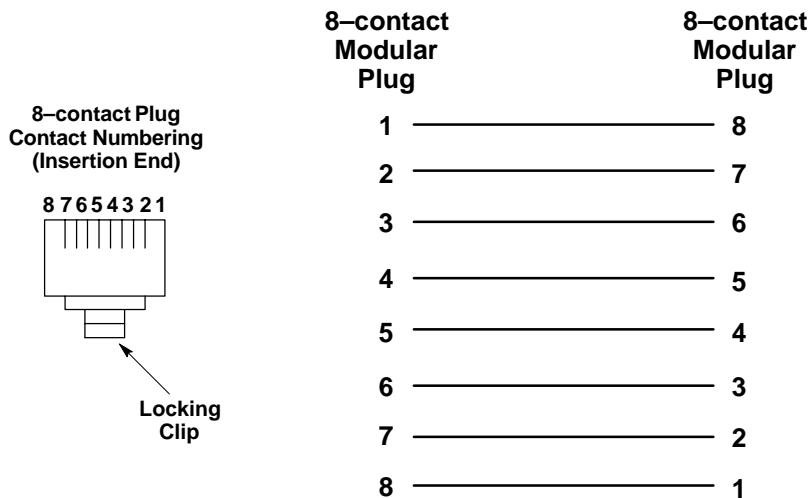 8–contact Plug
Contact Numbering
(Insertion End)
8 7 6 5 4 3 2 1
Locking
Clip
8–contact
Modular
Plug
8–contact
Modular
Plug
1 8
2 7
3 6
4 5
5 4
6 3
7 2
8 1